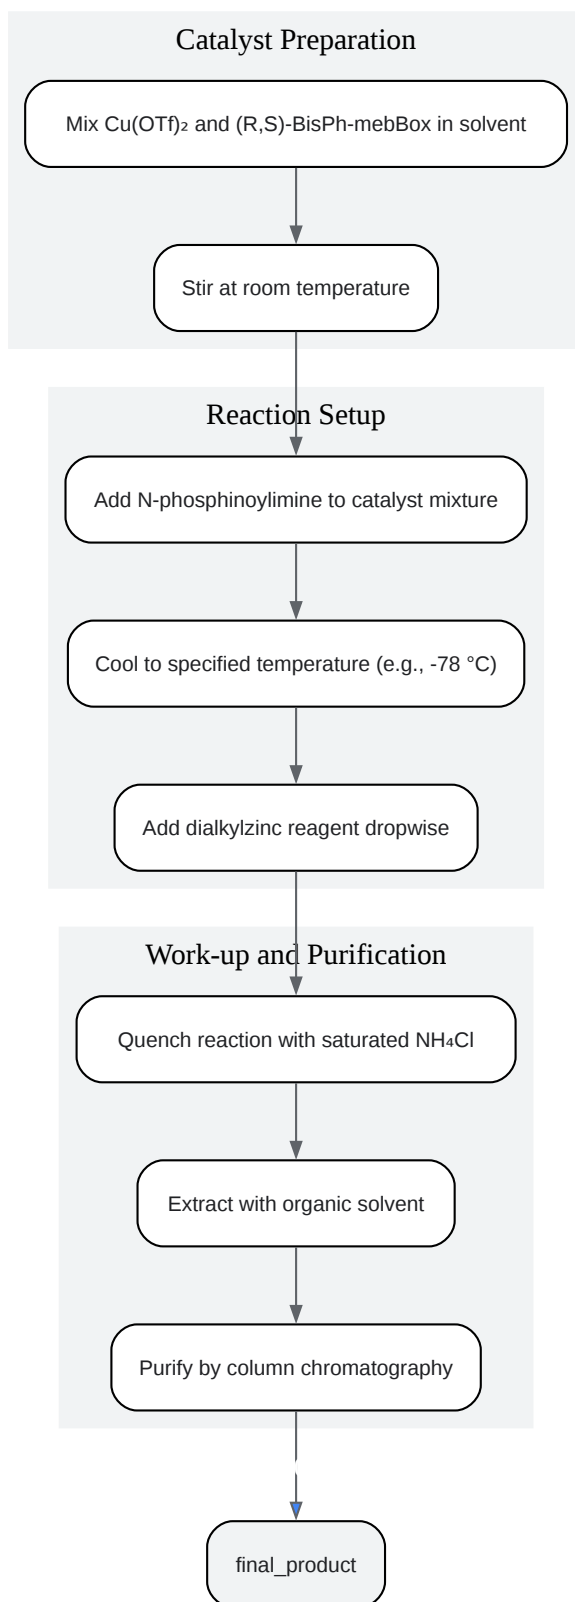 Catalyst Preparation
Mix Cu(OTf)₂ and (R,S)-BisPh-mebBox in solvent
Stir at room temperature
Reaction Setup
Add N-phosphinoylimine to catalyst mixture
Cool to specified temperature (e.g., -78 °C)
Add dialkylzinc reagent dropwise
Work-up and Purification
Quench reaction with saturated NH₄Cl
Extract with organic solvent
Purify by column chromatography
final_product